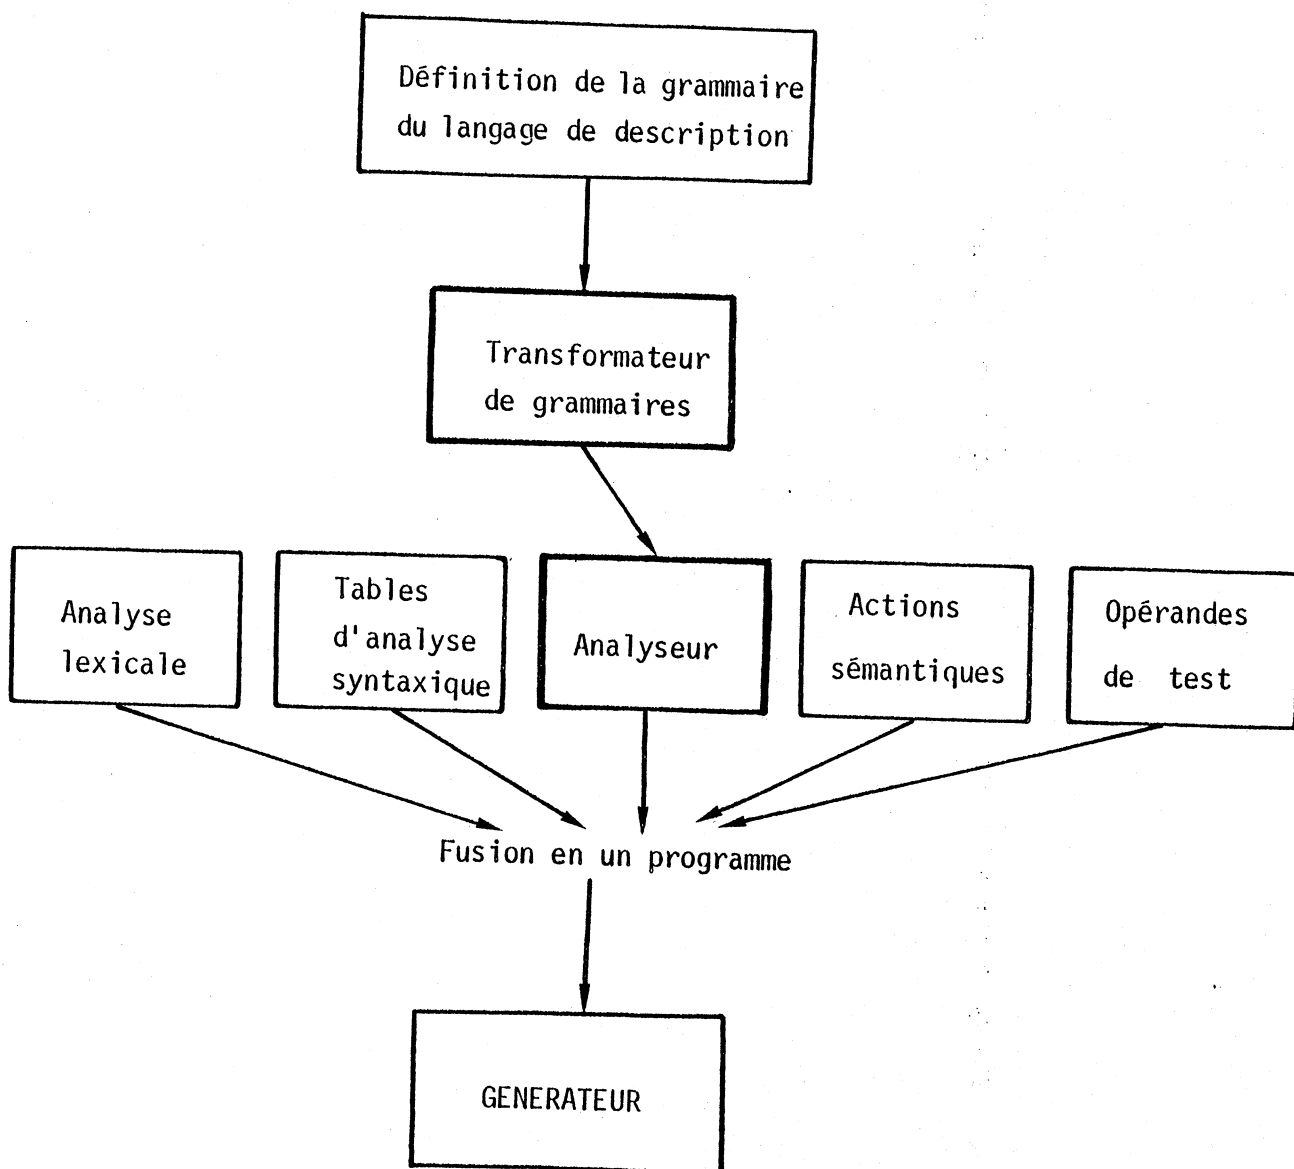 Définition de la grammaire
du langage de description
Transformateur
de grammaires
Analyse
lexicale
Tables
d'analyse
syntaxique
Analyseur
Actions
sémantiques
Opérandes
de test
Fusion en un programme
GENERATEUR